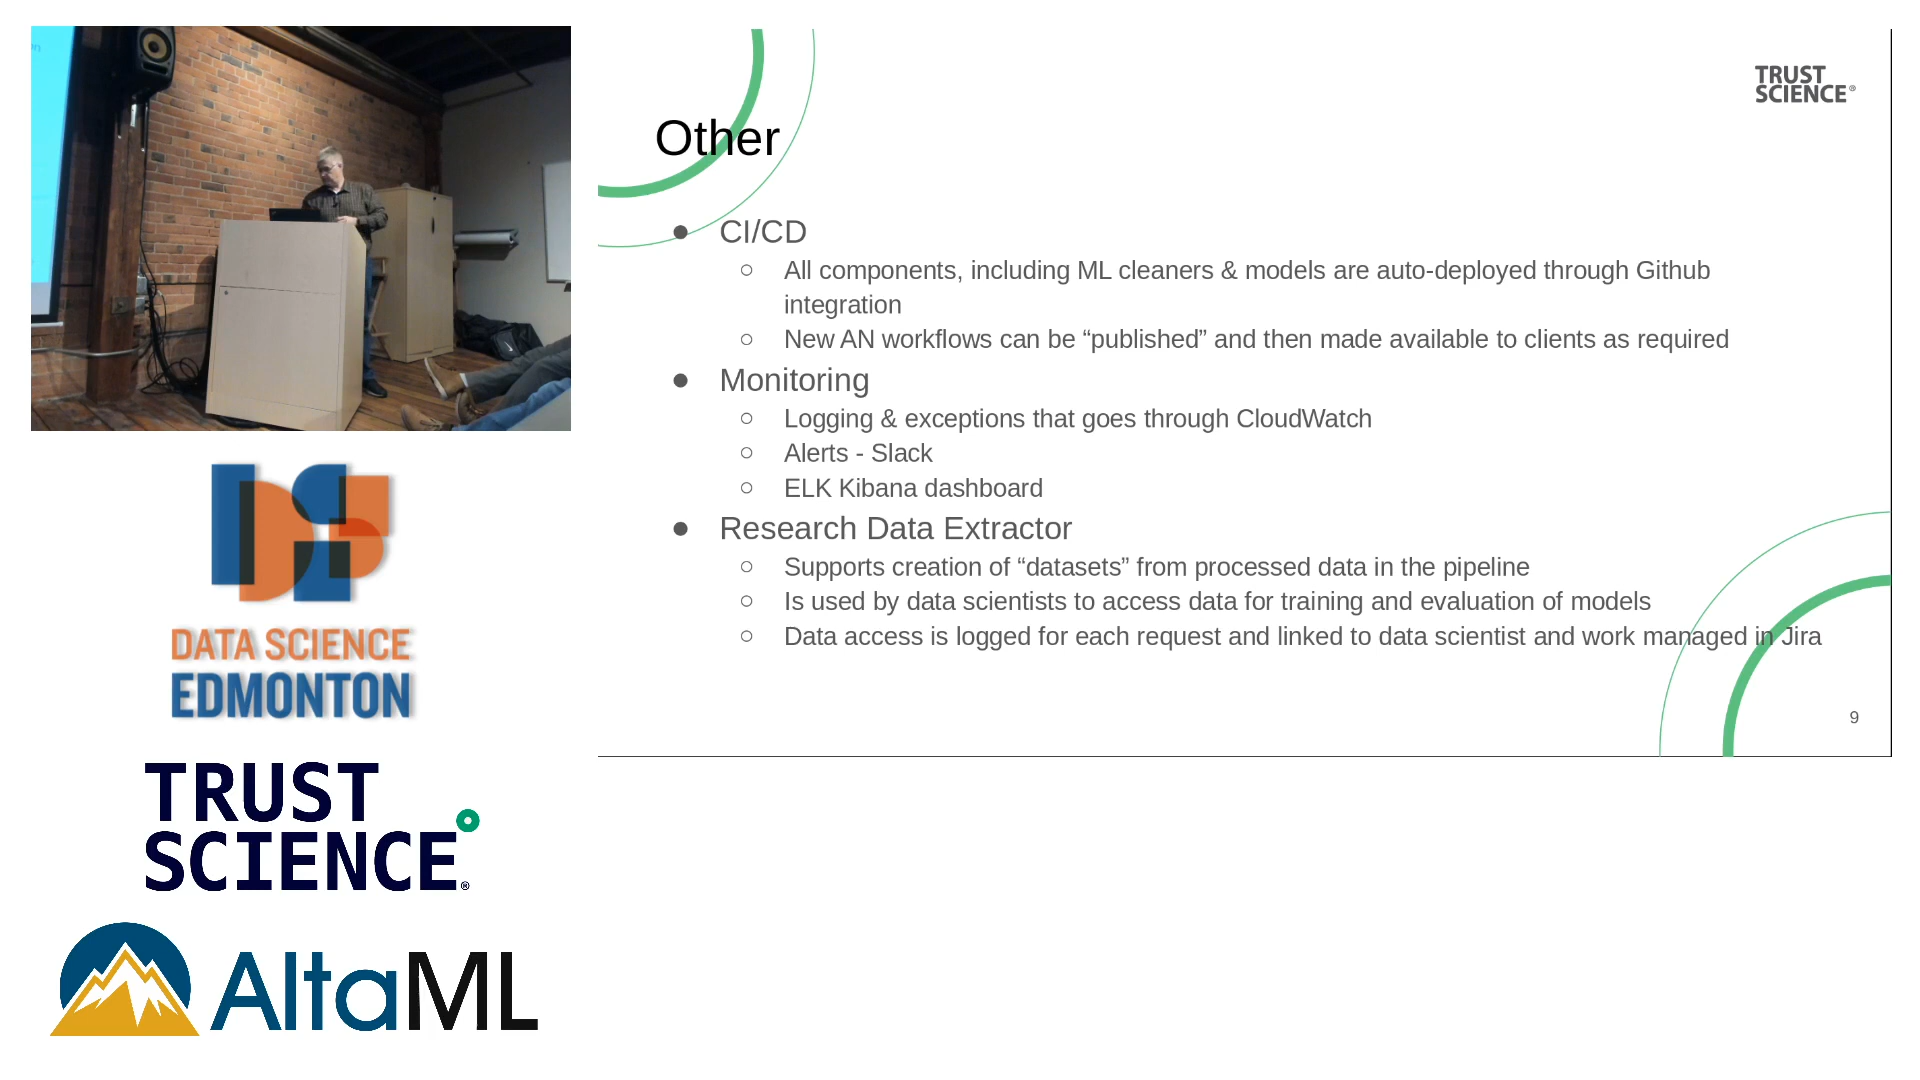 TRUST
SCIENCE®
Other
● CI/CD
○ All components, including ML cleaners & models are auto-deployed through Github
integration
○ New AN workflows can be “published” and then made available to clients as required
● Monitoring
○ Logging & exceptions that goes through CloudWatch
○ Alerts - Slack
○ ELK Kibana dashboard
● Research Data Extractor
○ Supports creation of “datasets” from processed data in the pipeline
○ Is used by data scientists to access data for training and evaluation of models
○ Data access is logged for each request and linked to data scientist and work managed in Jira
9
DATA SCIENCE
EDMONTON
TRUST
SCIENCE®
AltaML